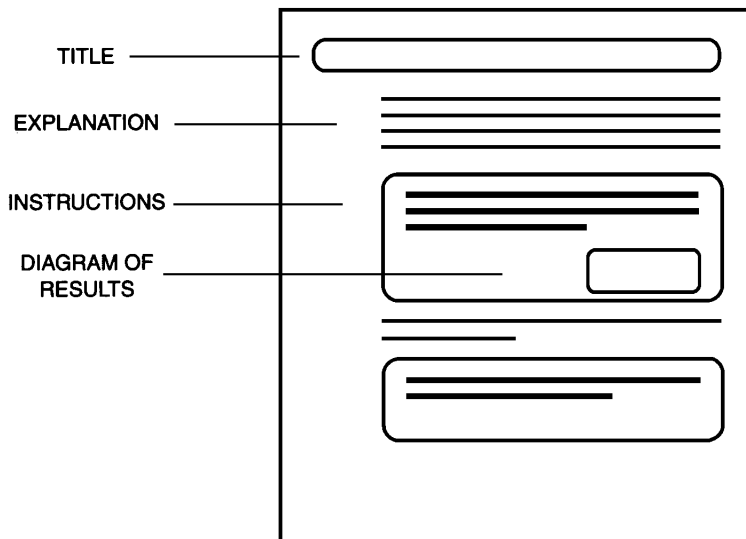 TITLE
EXPLANATION
INSTRUCTIONS
DIAGRAM OF
RESULTS